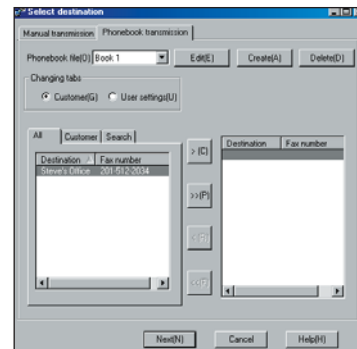 Select destination
Manual transmission Phonebook transmission
Phonebook file(O) Book 1 Edit(E) Create(A) Delete(D)
Changing tabs
Customer(G) User settings(U)
All Customer Search
Destination Fax number
Steve's Office 201-512-2034
> (C)
>>(P)
<<(F)
Destination Fax number
Next(N) Cancel Help(H)